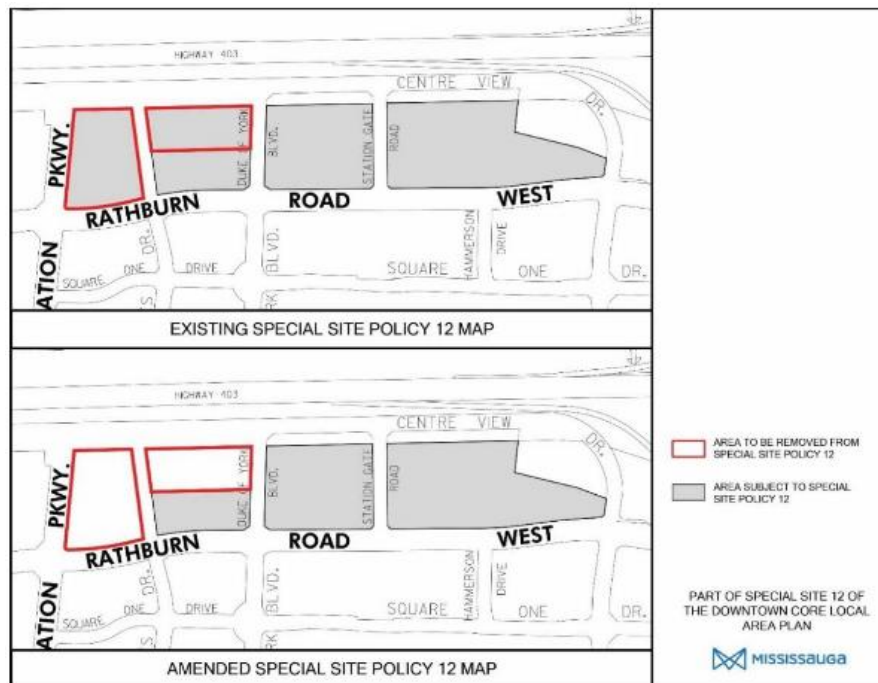 HIGHWAY 403
CENTRE VIEW
DR.
PKWY.
DUKE OF YORK
BLVD.
STATION GATE
ROAD
RATHBURN ROAD WEST
ATION
SQUARE ONE DRIVE
DR.
S
BLVD.
RK
SQUARE ONE DR.
HAMMERSON
DRIVE
EXISTING SPECIAL SITE POLICY 12 MAP
HIGHWAY 403
CENTRE VIEW
DR.
PKWY.
DUKE OF YORK
BLVD.
STATION GATE
ROAD
RATHBURN ROAD WEST
ATION
SQUARE ONE DRIVE
DR.
S
BLVD.
RK
SQUARE ONE DR.
HAMMERSON
DRIVE
AMENDED SPECIAL SITE POLICY 12 MAP
AREA TO BE REMOVED FROM
SPECIAL SITE POLICY 12
AREA SUBJECT TO SPECIAL
SITE POLICY 12
PART OF SPECIAL SITE 12 OF
THE DOWNTOWN CORE LOCAL
AREA PLAN
MISSISSAUGA